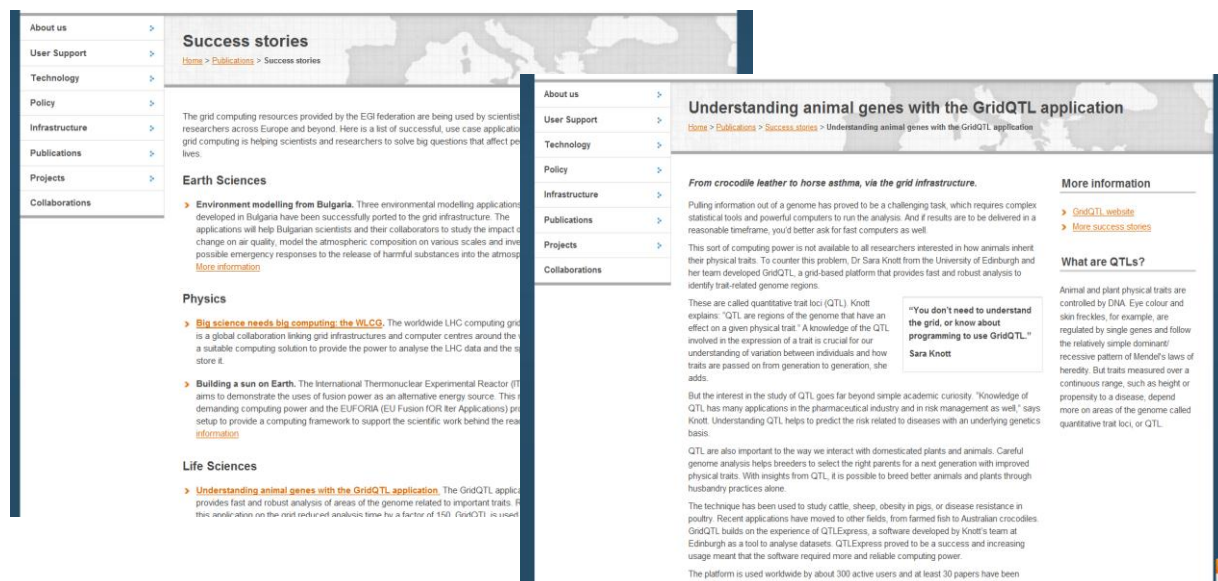 About us
User Support
Technology
Policy
Infrastructure
Publications
Projects
Collaborations
Success stories
Home > Publications > Success stories
The grid computing resources provided by the EGI federation are being used by scientist
researchers across Europe and beyond. Here is a list of successful, use case applicatio
grid computing is helping scientists and researchers to solve big questions that affect pe
lives.
Earth Sciences
Environment modelling from Bulgaria. Three environmental modelling applications
developed in Bulgaria have been successfully ported to the grid infrastructure. The
applications will help Bulgarian scientists and their collaborators to study the impact o
change on air quality, model the atmospheric composition on various scales and inve
possible emergency responses to the release of harmful substances into the atmosp
More information
Physics
Big science needs big computing: the WLCG. The worldwide LHC computing grid
is a global collaboration linking grid infrastructures and computer centres around the
a suitable computing solution to provide the power to analyse the LHC data and the s
store it.
Building a sun on Earth. The International Thermonuclear Experimental Reactor (IT
aims to demonstrate the uses of fusion power as an alternative energy source. This
demanding computing power and the EUFORIA (EU Fusion fOR Iter Applications) pro
setup to provide a computing framework to support the scientific work behind the rea
information
Life Sciences
Understanding animal genes with the GridQTL application. The GridQTL applica
provides fast and robust analysis of areas of the genome related to important traits. R
this application on the grid reduced analysis time by a factor of 150. GridQTL is used
About us
User Support
Technology
Policy
Infrastructure
Publications
Projects
Collaborations
Understanding animal genes with the GridQTL application
Home > Publications > Success stories > Understanding animal genes with the GridQTL application
From crocodile leather to horse asthma, via the grid infrastructure.
Pulling information out of a genome has proved to be a challenging task, which requires complex
statistical tools and powerful computers to run the analysis. And if results are to be delivered in a
reasonable timeframe, you'd better ask for fast computers as well.
This sort of computing power is not available to all researchers interested in how animals inherit
their physical traits. To counter this problem, Dr Sara Knott from the University of Edinburgh and
her team developed GridQTL, a grid-based platform that provides fast and robust analysis to
identify trait-related genome regions.
These are called quantitative trait loci (QTL). Knott
explains: "QTL are regions of the genome that have an
effect on a given physical trait." A knowledge of the QTL
involved in the expression of a trait is crucial for our
understanding of variation between individuals and how
traits are passed on from generation to generation, she
adds.
"You don't need to understand
the grid, or know about
programming to use GridQTL."
Sara Knott
But the interest in the study of QTL goes far beyond simple academic curiosity. "Knowledge of
QTL has many applications in the pharmaceutical industry and in risk management as well," says
Knott. Understanding QTL helps to predict the risk related to diseases with an underlying genetics
basis.
QTL are also important to the way we interact with domesticated plants and animals. Careful
genome analysis helps breeders to select the right parents for a next generation with improved
physical traits. With insights from QTL, it is possible to breed better animals and plants through
husbandry practices alone.
The technique has been used to study cattle, sheep, obesity in pigs, or disease resistance in
poultry. Recent applications have moved to other fields, from farmed fish to Australian crocodiles.
GridQTL builds on the experience of QTLExpress, a software developed by Knott's team at
Edinburgh as a tool to analyse datasets. QTLExpress proved to be a success and increasing
usage meant that the software required more and reliable computing power.
The platform is used worldwide by about 300 active users and at least 30 papers have been
More information
GridQTL website
More success stories
What are QTLs?
Animal and plant physical traits are
controlled by DNA. Eye colour and
skin freckles, for example, are
regulated by single genes and follow
the relatively simple dominant/
recessive pattern of Mendel's laws of
heredity. But traits measured over a
continuous range, such as height or
propensity to a disease, depend
more on areas of the genome called
quantitative trait loci, or QTL.